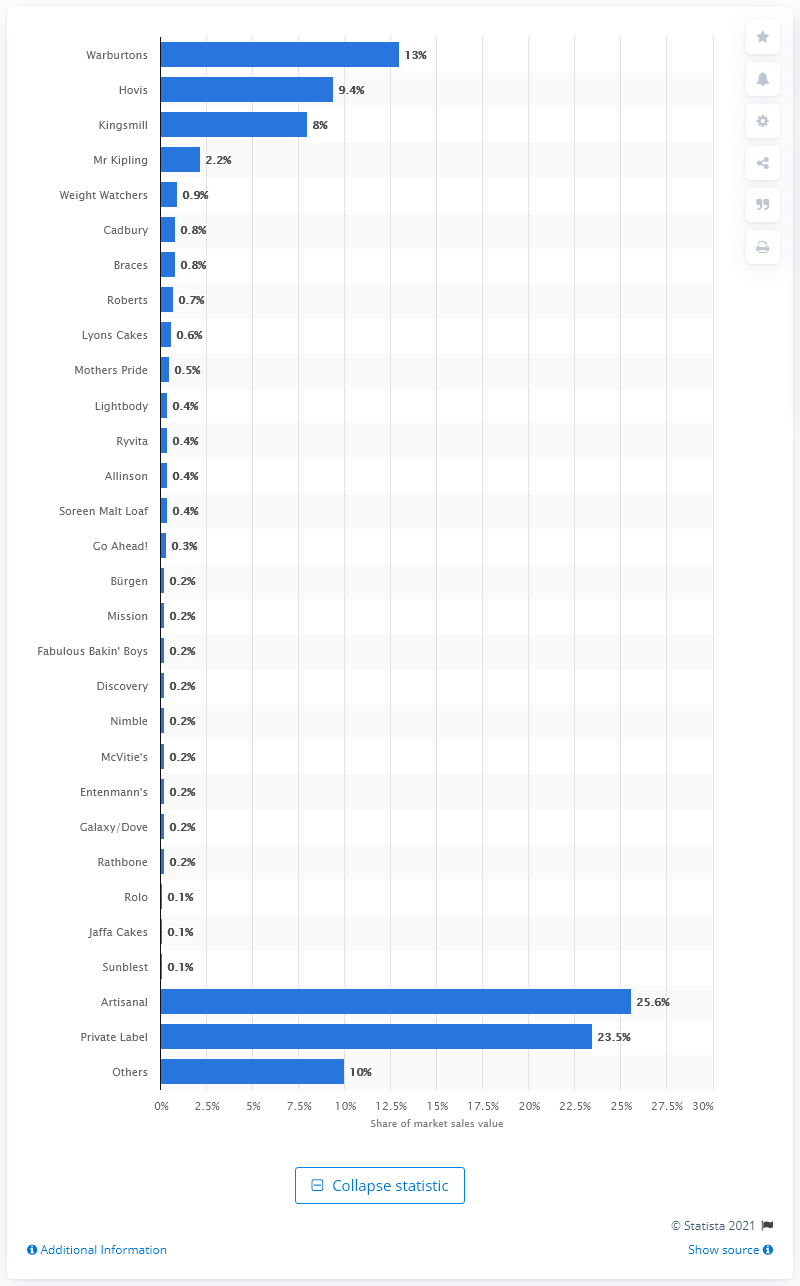 Warburtons 13%
Hovis 9.4%
Kingsmill 8%
Mr Kipling 2.2%
Weight Watchers 0.9%
Cadbury 0.8%
Braces 0.8%
Roberts 0.7%
Lyons Cakes 0.6%
Mothers Pride 0.5%
Lightbody 0.4%
Ryvita 0.4%
Allinson 0.4%
Soreen Malt Loaf 0.4%
Go Ahead! 0.3%
Bürgen 0.2%
Mission 0.2%
Fabulous Bakin' Boys 0.2%
Discovery 0.2%
Nimble 0.2%
McVitie's 0.2%
Entenmann's 0.2%
Galaxy/Dove 0.2%
Rathbone 0.2%
Rolo 0.1%
Jaffa Cakes 0.1%
Sunblest 0.1%
Artisanal 25.6%
Private Label 23.5%
Others 10%
0% 2.5% 5% 7.5% 10% 12.5% 15% 17.5% 20% 22.5% 25% 27.5% 30%
Share of market sales value
Collapse statistic
© Statista 2021
Additional Information
Show source